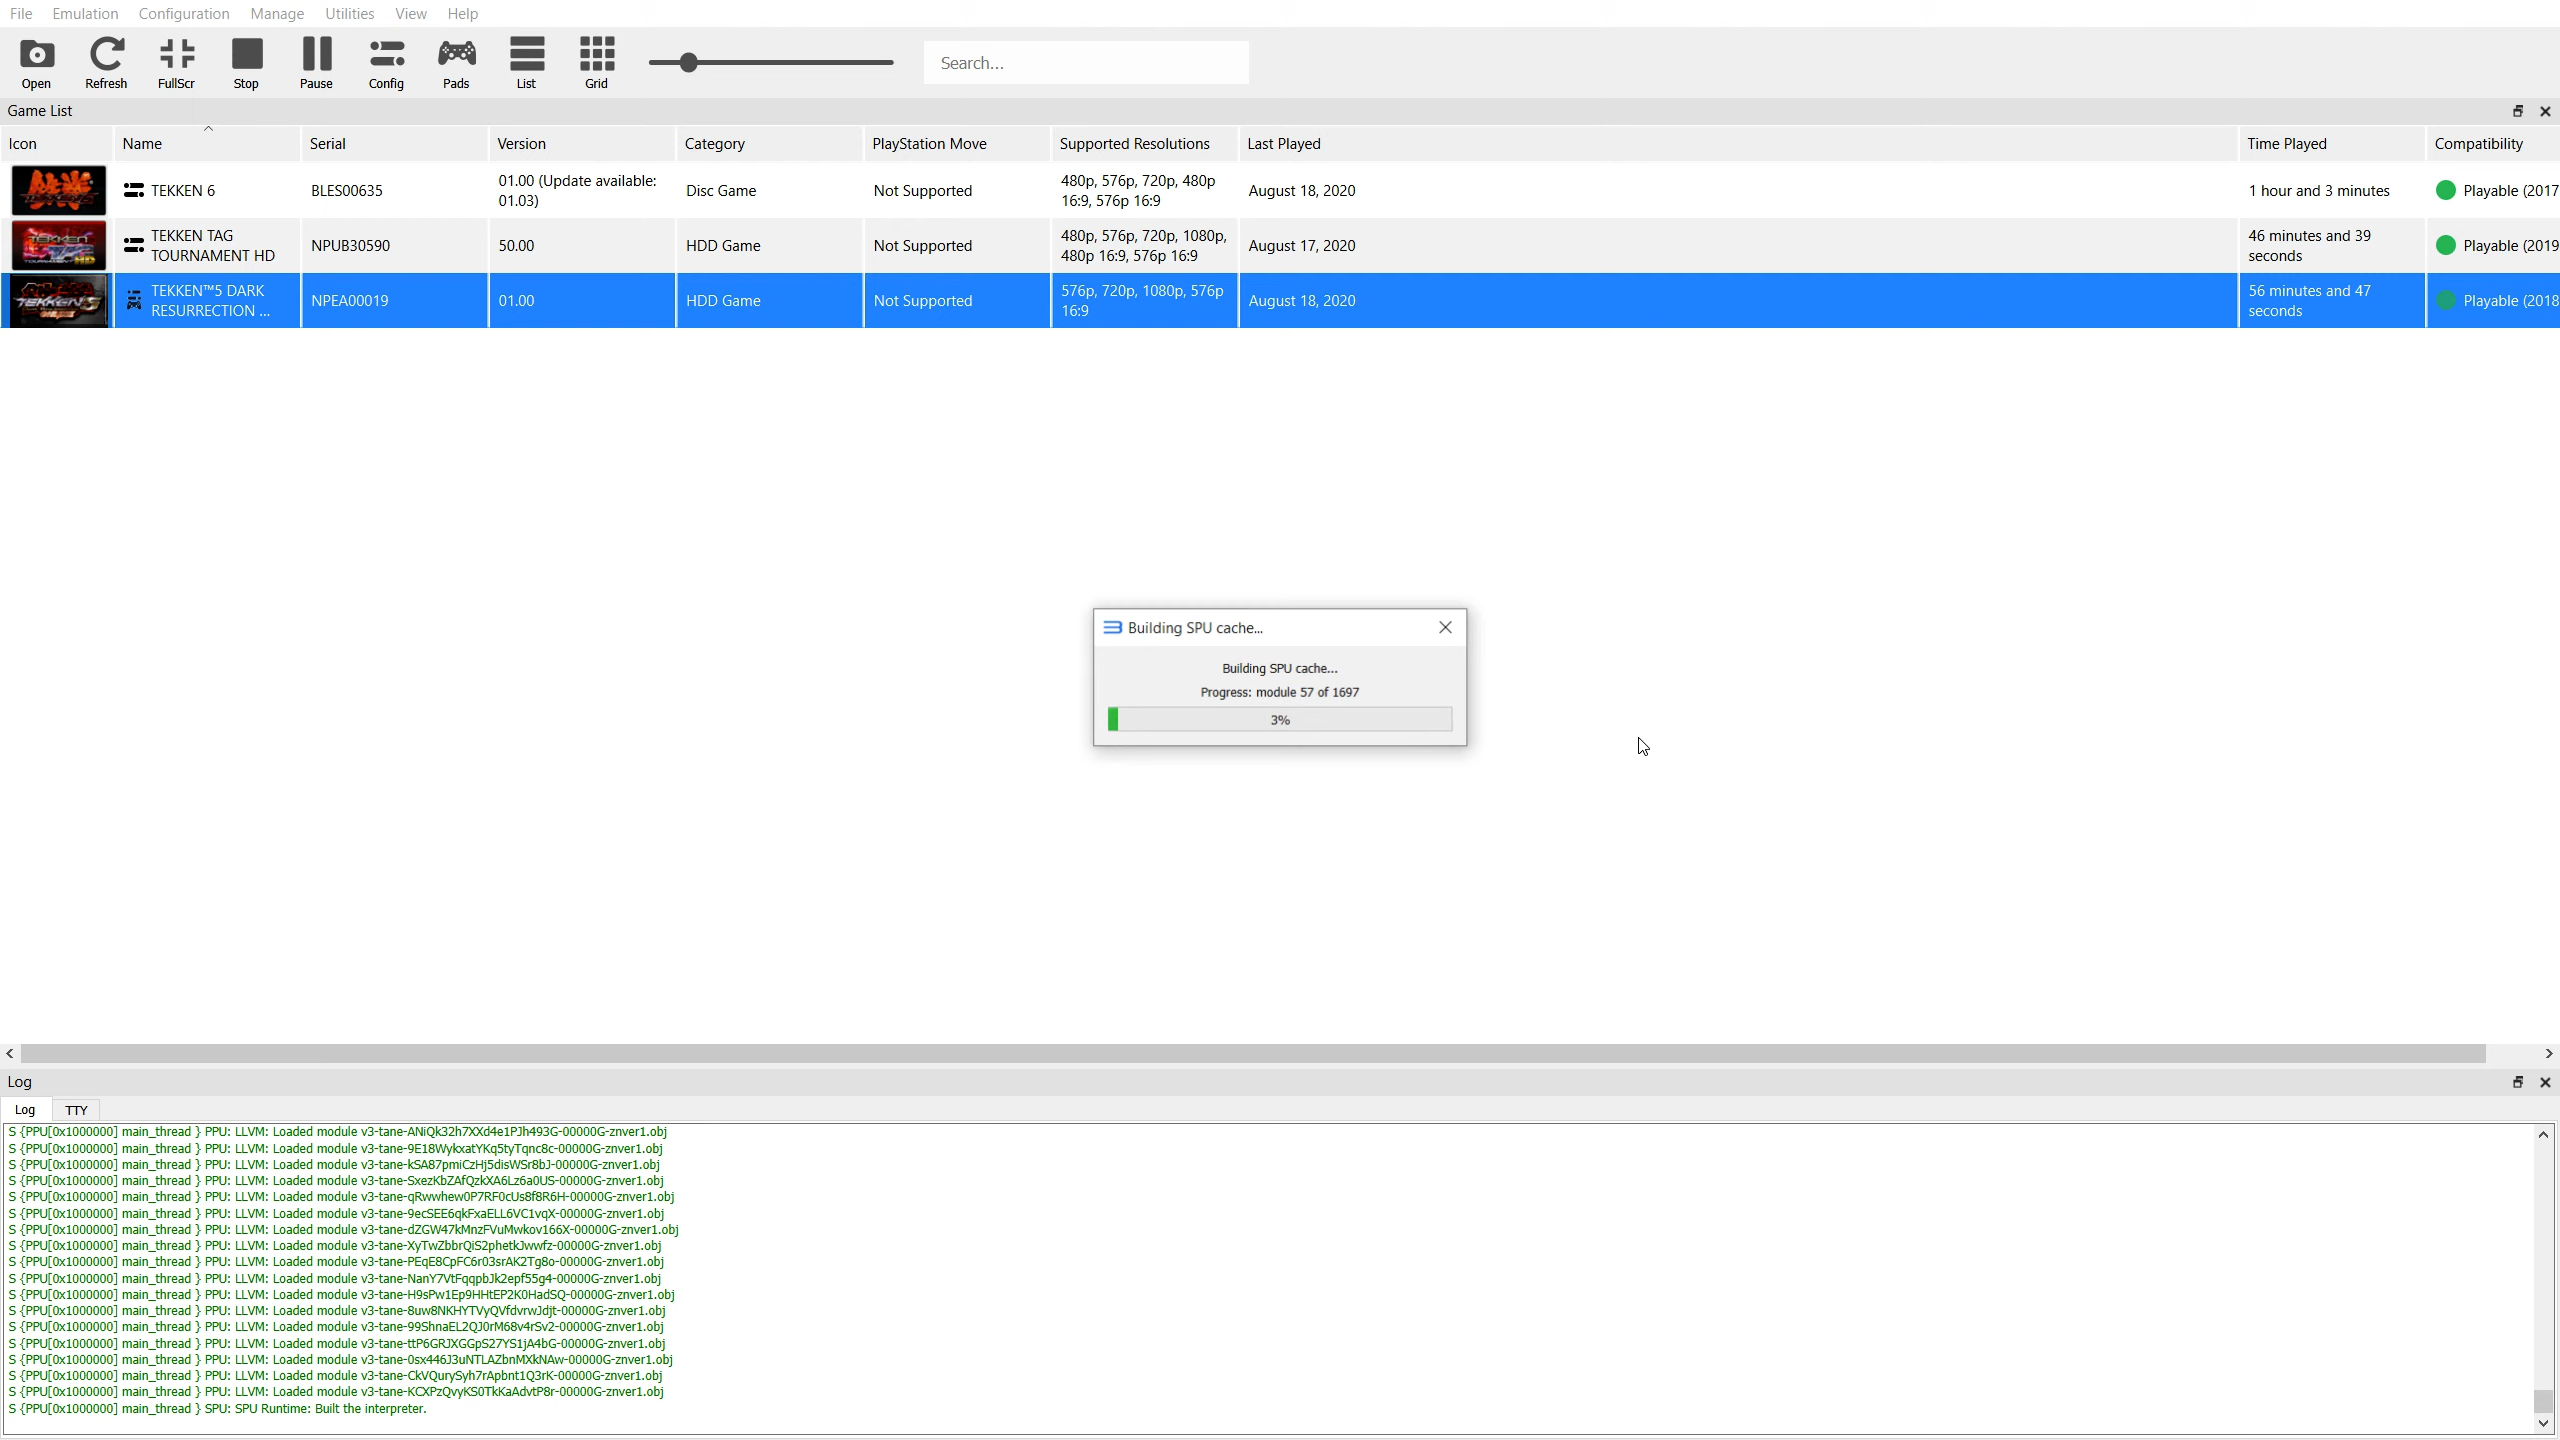 File Emulation Configuration Manage Utilities View Help
Open Refresh FullScr Stop Pause Config Pads List Grid Search...
Game List
Icon Name Serial Version Category PlayStation Move Supported Resolutions Last Played Time Played Compatibility
TEKKEN 6 BLES00635 01.00 (Update available: 01.03) Disc Game Not Supported 480p, 576p, 720p, 480p 16:9, 576p 16:9 August 18, 2020 1 hour and 3 minutes Playable (2017
TEKKEN TAG TOURNAMENT HD NPUB30590 50.00 HDD Game Not Supported 480p, 576p, 720p, 1080p, 480p 16:9, 576p 16:9 August 17, 2020 46 minutes and 39 seconds Playable (2019
TEKKEN™5 DARK RESURRECTION ... NPEA00019 01.00 HDD Game Not Supported 576p, 720p, 1080p, 576p 16:9 August 18, 2020 56 minutes and 47 seconds Playable (2018
Building SPU cache...
Building SPU cache...
Progress: module 57 of 1697
3%
Log
Log TTY
S {PPU[0x1000000] main_thread } PPU: LLVM: Loaded module v3-tane-ANiQk32h7XXd4e1PJh493G-00000G-znver1.obj
S {PPU[0x1000000] main_thread } PPU: LLVM: Loaded module v3-tane-9E18WykxatYKq5tyTqnc8c-00000G-znver1.obj
S {PPU[0x1000000] main_thread } PPU: LLVM: Loaded module v3-tane-kSA87pmiCzHj5disWSr8bJ-00000G-znver1.obj
S {PPU[0x1000000] main_thread } PPU: LLVM: Loaded module v3-tane-SxezKbZAfQzkXA6Lz6a0US-00000G-znver1.obj
S {PPU[0x1000000] main_thread } PPU: LLVM: Loaded module v3-tane-qRwwhew0P7RF0cUs8f8R6H-00000G-znver1.obj
S {PPU[0x1000000] main_thread } PPU: LLVM: Loaded module v3-tane-9ecSEE6qkFxaELL6VC1vqX-00000G-znver1.obj
S {PPU[0x1000000] main_thread } PPU: LLVM: Loaded module v3-tane-dZGW47kMnzFVuMwkov166X-00000G-znver1.obj
S {PPU[0x1000000] main_thread } PPU: LLVM: Loaded module v3-tane-XyTwZbbrQiS2phetkJwwfz-00000G-znver1.obj
S {PPU[0x1000000] main_thread } PPU: LLVM: Loaded module v3-tane-PEqE8CpFC6r03srAK2Tg8o-00000G-znver1.obj
S {PPU[0x1000000] main_thread } PPU: LLVM: Loaded module v3-tane-NanY7VtFqqpbJk2epf55g4-00000G-znver1.obj
S {PPU[0x1000000] main_thread } PPU: LLVM: Loaded module v3-tane-H9sPw1Ep9HHtEP2K0HadSQ-00000G-znver1.obj
S {PPU[0x1000000] main_thread } PPU: LLVM: Loaded module v3-tane-8uw8NKHYTVyQVfdvrwJdjt-00000G-znver1.obj
S {PPU[0x1000000] main_thread } PPU: LLVM: Loaded module v3-tane-99ShnaEL2QJ0rM68v4rSv2-00000G-znver1.obj
S {PPU[0x1000000] main_thread } PPU: LLVM: Loaded module v3-tane-ttP6GRJXGGpS27YS1jA4bG-00000G-znver1.obj
S {PPU[0x1000000] main_thread } PPU: LLVM: Loaded module v3-tane-0sx446J3uNTLAZbnMXkNAw-00000G-znver1.obj
S {PPU[0x1000000] main_thread } PPU: LLVM: Loaded module v3-tane-CkVQurySyh7rApbnt1Q3rK-00000G-znver1.obj
S {PPU[0x1000000] main_thread } PPU: LLVM: Loaded module v3-tane-KCXPzQvyKS0TkKaAdvtP8r-00000G-znver1.obj
S {PPU[0x1000000] main_thread } SPU: SPU Runtime: Built the interpreter.